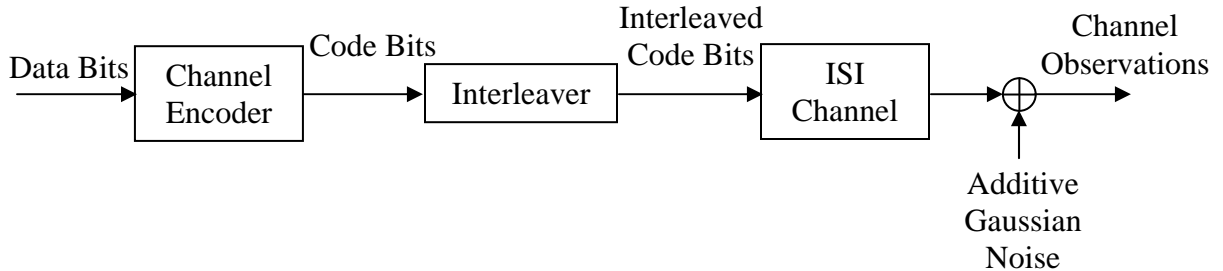 Data Bits
Channel
Encoder
Code Bits
Interleaver
Interleaved
Code Bits
ISI
Channel
Channel
Observations
Additive
Gaussian
Noise